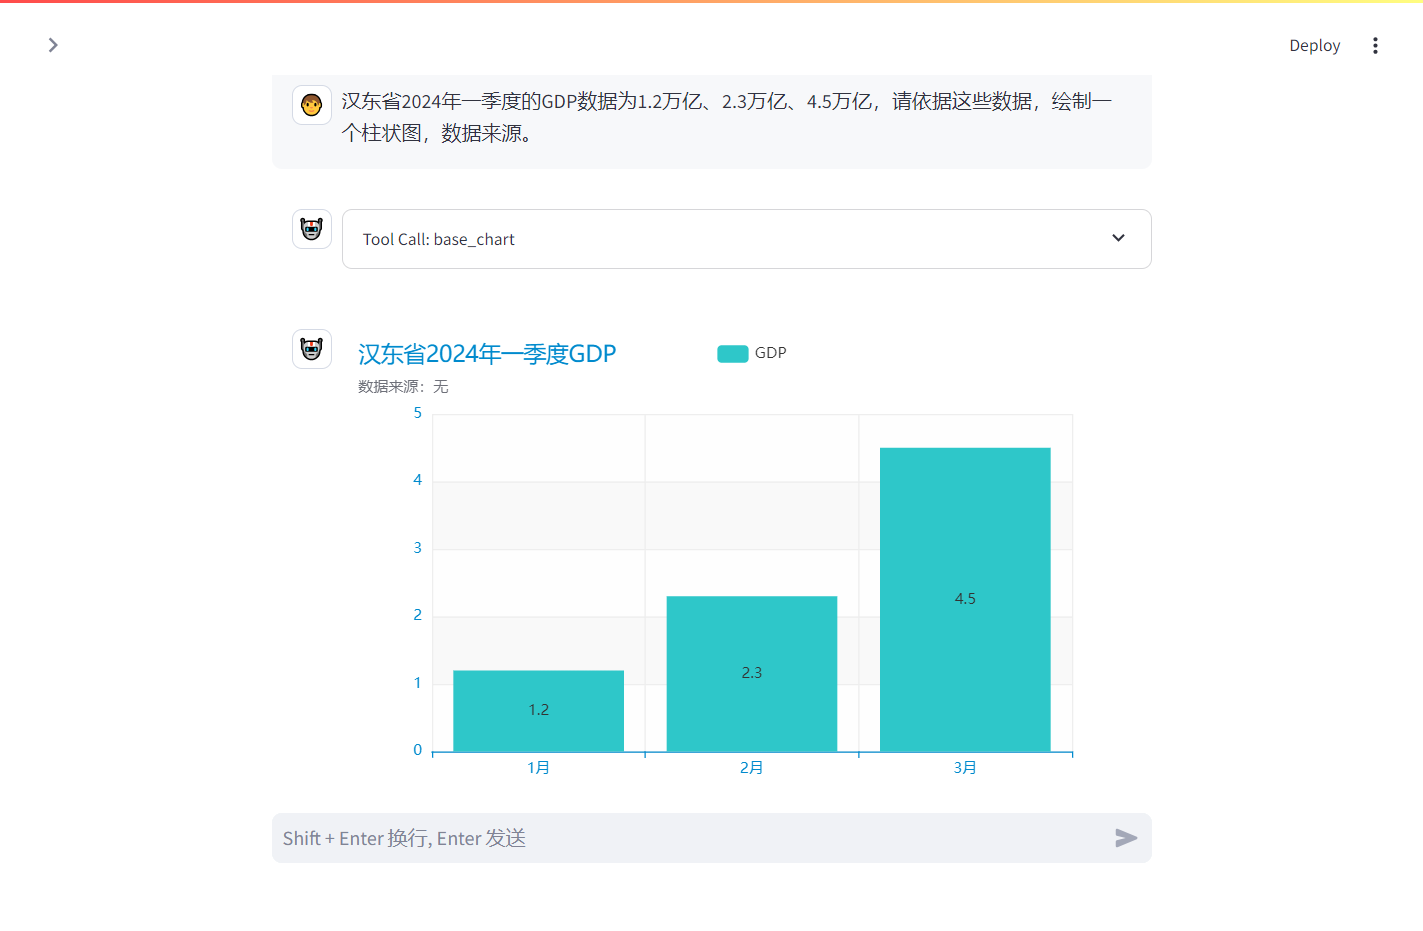 Deploy
汉东省2024年一季度的GDP数据为1.2万亿、2.3万亿、4.5万亿，请依据这些数据，绘制一
个柱状图，数据来源。
Tool Call: base_chart
汉东省2024年一季度GDP
GDP
数据来源：无
5
4
3
2
1
0
1.2
2.3
4.5
1月
2月
3月
Shift + Enter 换行, Enter 发送